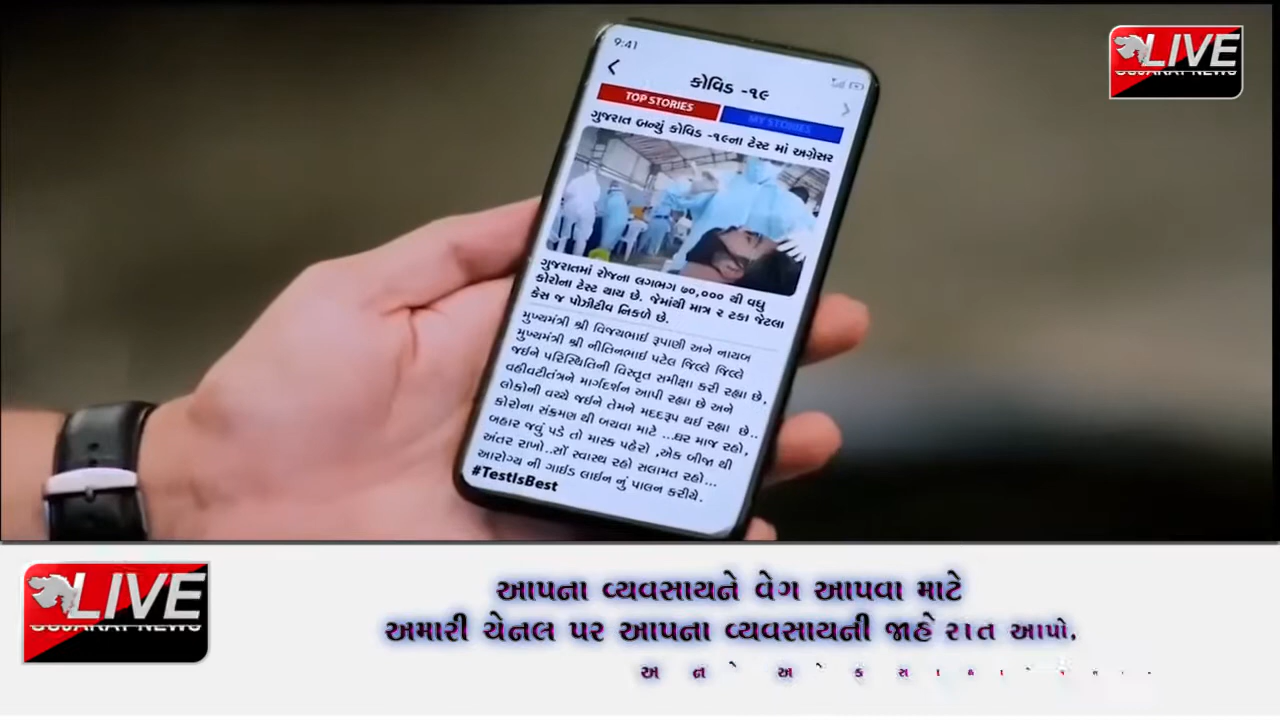 LIVE
GUJARAT NEWS
9:41
કોવિડ -૧૯
TOP STORIES
MY STORIES
ગુજરાત બન્યું કોવિડ -૧૯ના ટેસ્ટ માં અગ્રેસર
ગુજરાતમાં રોજના લગભગ ૭૦,૦૦૦ થી વધુ
કોરોના ટેસ્ટ થાય છે. જેમાંથી માત્ર ૨ ટકા જેટલા
કેસ જ પોઝીટીવ નિકળે છે.
મુખ્યમંત્રી શ્રી વિજયભાઈ રૂપાણી અને નાયબ
મુખ્યમંત્રી શ્રી નીતિનભાઈ પટેલ જિલ્લે જિલ્લે
જઈને પરિસ્થિતિની વિસ્તૃત સમીક્ષા કરી રહ્યા છે,
વહીવટીતંત્રને માર્ગદર્શન આપી રહ્યા છે અને
લોકોની વચ્ચે જઈને તેમને મદદરૂપ થઈ રહ્યા છે..
કોરોના સંક્રમણ થી બચવા માટે ...ઘર માજ રહો,
બહાર જવું પડે તો માસ્ક પહેરો ,એક બીજા થી
અંતર રાખો..સૌ સ્વાસ્થ રહો સલામત રહો...
આરોગ્ય ની ગાઈડ લાઈન નું પાલન કરીયે.
#TestIsBest
LIVE
GUJARAT NEWS
આપના વ્યવસાયને વેગ આપવા માટે
અમારી ચેનલ પર આપના વ્યવસાયની જાહેરાત આપો.